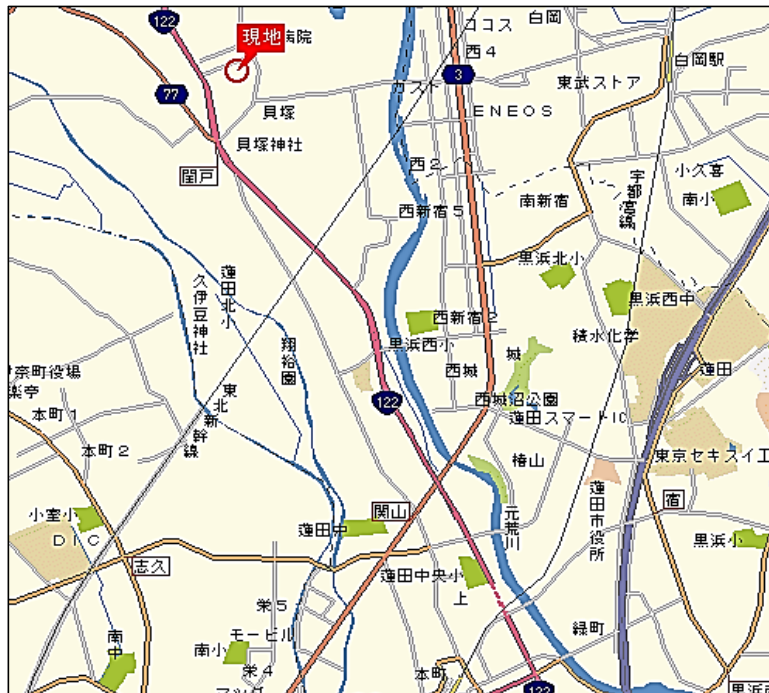 122
現地
病院
ココス
白岡
西4
白岡駅
77
ガスト
3
東武ストア
貝塚
ENEOS
貝塚神社
閏戸
西2
小久喜
南小
西新宿5
南新宿
宇都宮線
黒浜北小
黒浜西中
蓮田北小
久伊豆神社
西新宿2
翔裕園
黒浜西小
城
積水化学
奈町役場
楽亭
西城
蓮田
本町1
東北新幹線
122
西城沼公園
蓮田スマートIC
本町2
椿山
東京セキスイ工
関山
元荒川
蓮田市役所
宿
小室小
DIC
蓮田中
黒浜小
志久
蓮田中央小
栄5
上
南中
モービル
南小
緑町
栄4
本町
マツダ
122
黒浜